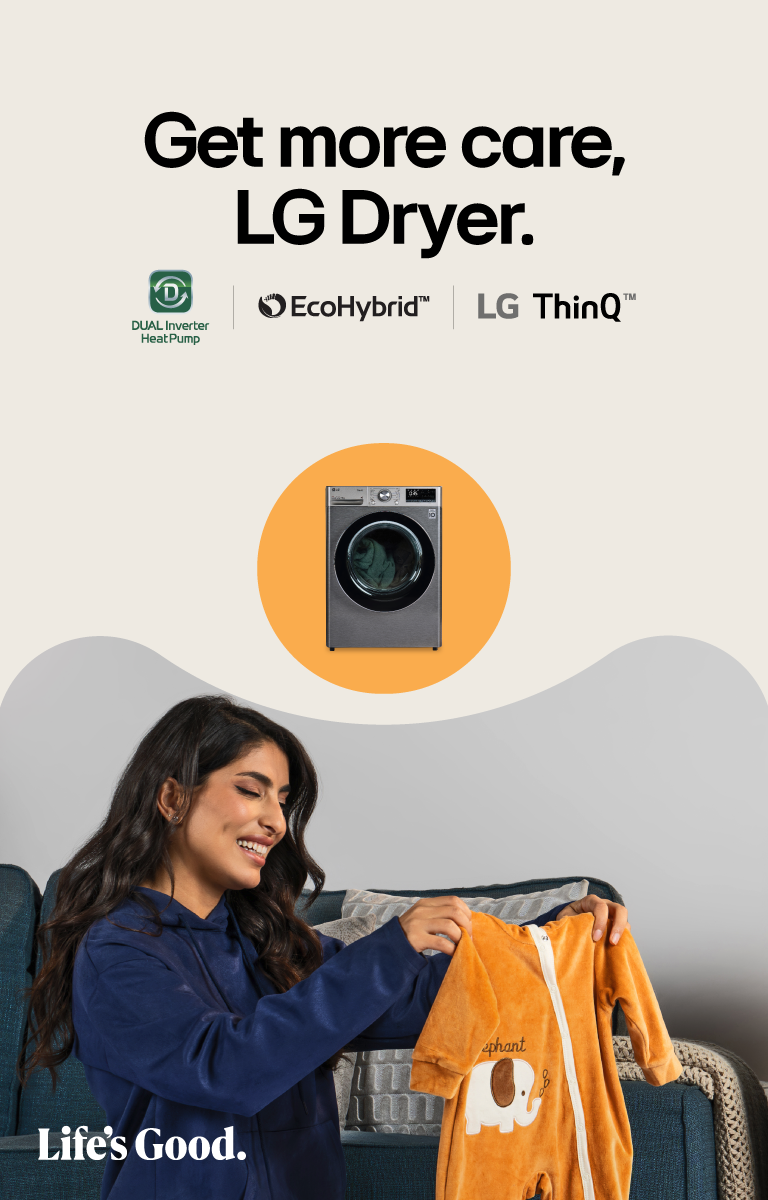 Get more care,
LG Dryer.
D
DUAL Inverter
Heat Pump
EcoHybrid™
LG ThinQ™
ephant
Life's Good.